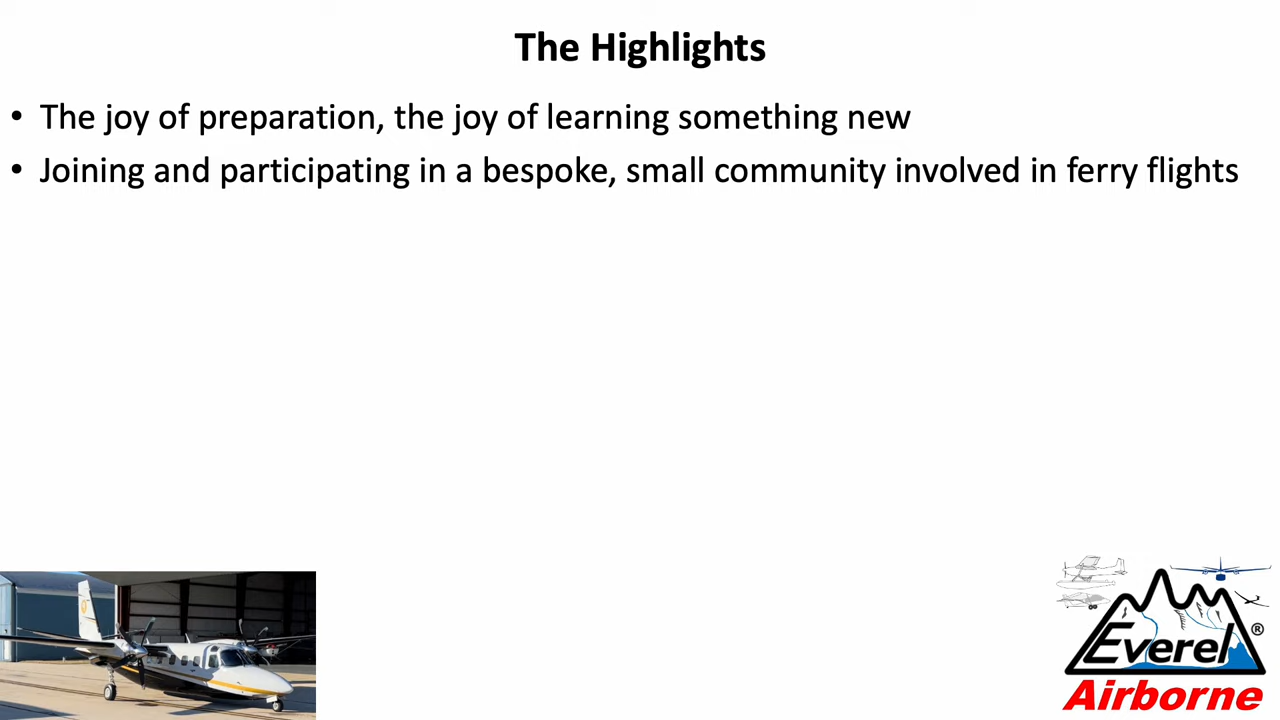 The Highlights
• The joy of preparation, the joy of learning something new
• Joining and participating in a bespoke, small community involved in ferry flights
Everel ®
Airborne